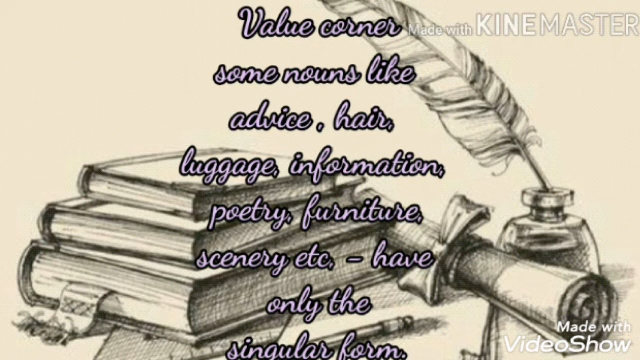 Value corner
Made with KINEMASTER
some nouns like
advice , hair,
luggage, information,
poetry, furniture,
scenery etc, - have
only the
singular form.
Made with
VideoShow